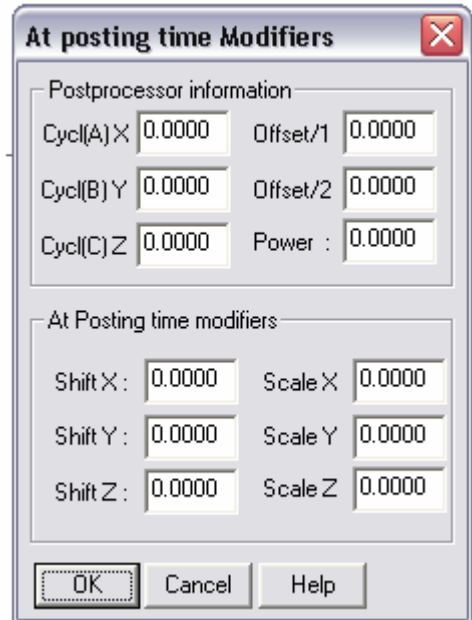 At posting time Modifiers
Postprocessor information
Cycl(A) X 0.0000 Offset/1 0.0000
Cycl(B) Y 0.0000 Offset/2 0.0000
Cycl(C) Z 0.0000 Power : 0.0000
At Posting time modifiers
Shift X : 0.0000 Scale X 0.0000
Shift Y : 0.0000 Scale Y 0.0000
Shift Z : 0.0000 Scale Z 0.0000
OK Cancel Help